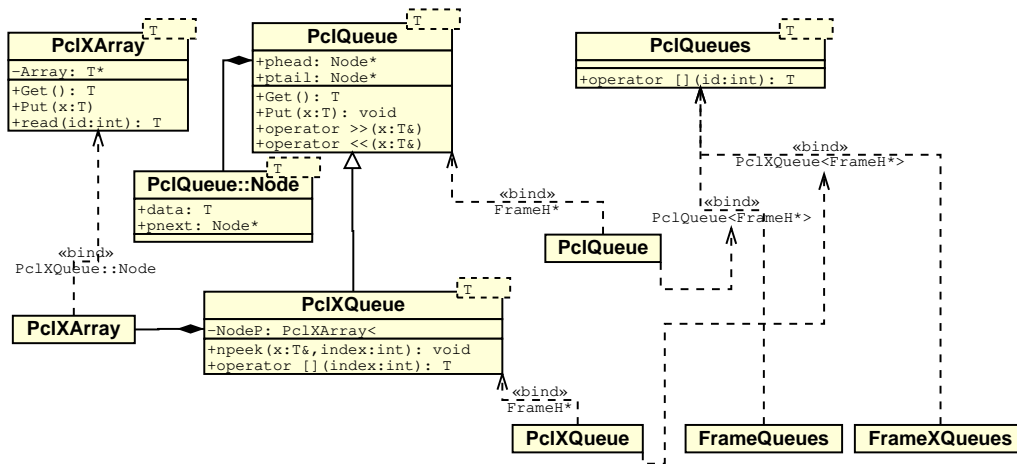 T
PclXArray
-Array: T*
+Get(): T
+Put(x:T)
+read(id:int): T
T
PclQueue
+phead: Node*
+ptail: Node*
+Get(): T
+Put(x:T): void
+operator >>(x:T&)
+operator <<(x:T&)
T
PclQueues
+operator [](id:int): T
T
PclQueue::Node
+data: T
+pnext: Node*
«bind»
PclXQueue<FrameH*>
«bind»
FrameH*
«bind»
PclQueue<FrameH*>
PclQueue
«bind»
PclXQueue::Node
PclXArray
T
PclXQueue
-NodeP: PclXArray<
+npeek(x:T&,index:int): void
+operator [](index:int): T
«bind»
FrameH*
PclXQueue
FrameQueues
FrameXQueues